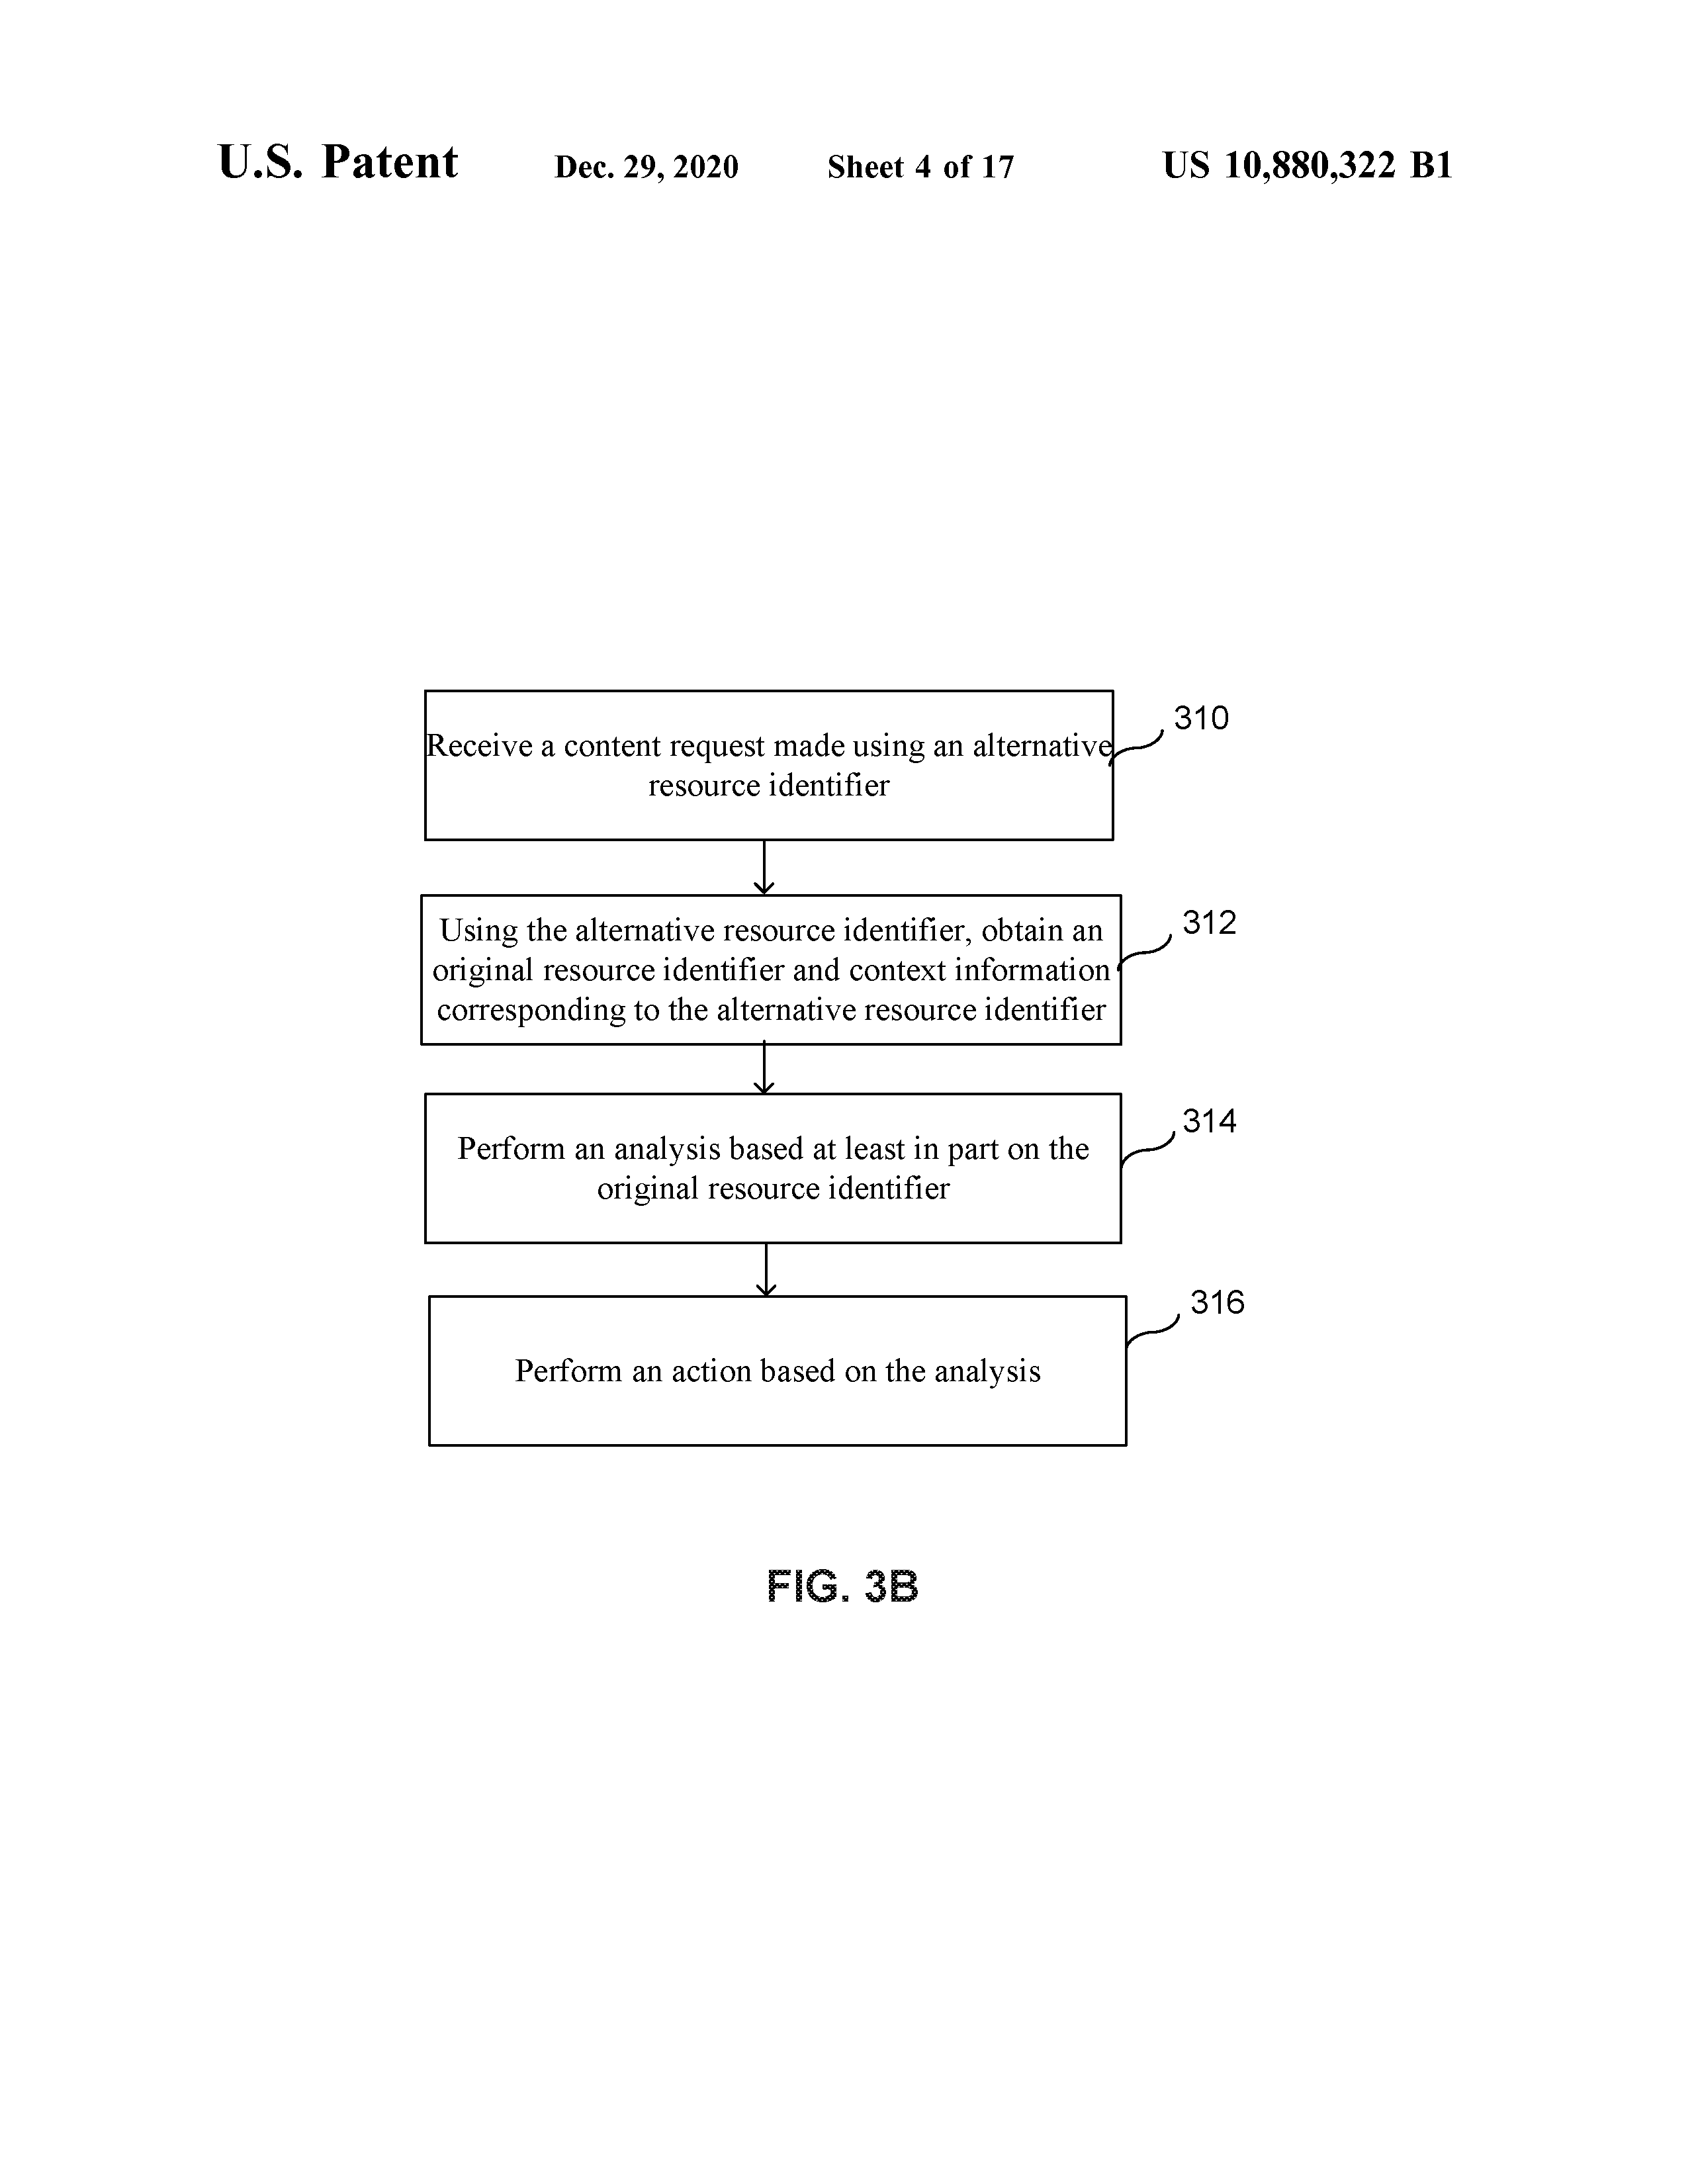 U.S. Patent Dec. 29, 2020 Sheet 4 of 17 US 10,880,322 B1
310
Receive a content request made using an alternative
resource identifier
312
Using the alternative resource identifier, obtain an
original resource identifier and context information
corresponding to the alternative resource identifier
314
Perform an analysis based at least in part on the
original resource identifier
316
Perform an action based on the analysis
FIG. 3B